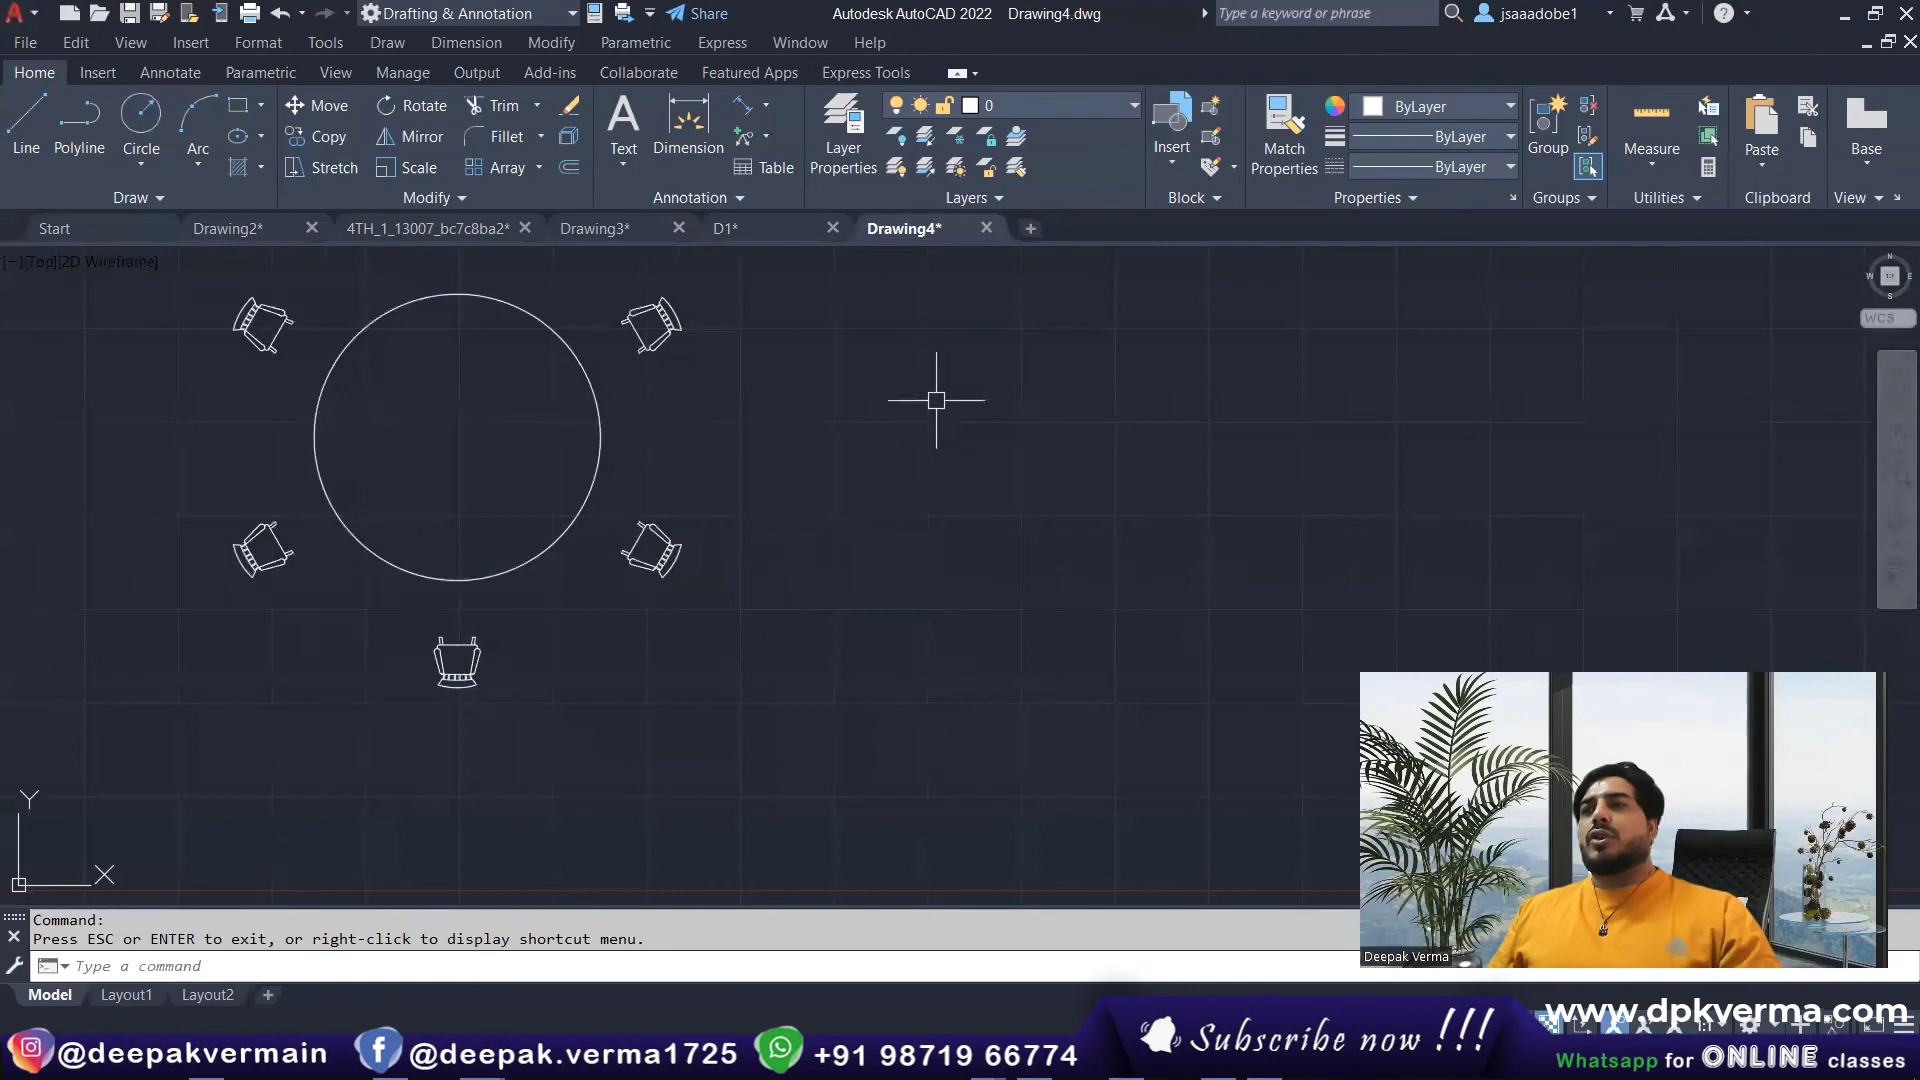 Drafting & Annotation
Share
Autodesk AutoCAD 2022 Drawing4.dwg
Type a keyword or phrase
jsaaadobe1
File Edit View Insert Format Tools Draw Dimension Modify Parametric Express Window Help
Home Insert Annotate Parametric View Manage Output Add-ins Collaborate Featured Apps Express Tools
Line Polyline Circle Arc
Move Rotate Trim
Copy Mirror Fillet
Stretch Scale Array
Text Dimension
Table
Layer Properties
0
Insert
Match Properties
ByLayer
ByLayer
ByLayer
Group
Measure
Paste
Base
Draw Modify Annotation Layers Block Properties Groups Utilities Clipboard View
Start Drawing2* 4TH_1_13007_bc7c8ba2* Drawing3* D1* Drawing4*
[−][Top][2D Wireframe]
N
W E
S
WCS
Y
X
Deepak Verma
Command:
Press ESC or ENTER to exit, or right-click to display shortcut menu.
Type a command
Model Layout1 Layout2
www.dpkverma.com
@deepakvermain @deepak.verma1725 +91 98719 66774
Subscribe now !!!
Whatsapp for ONLINE classes